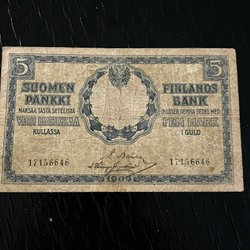 5 5
SUOMEN PANKKI
FINLANDS BANK
MAKSAA TÄSTÄ SETELISTÄ
INLÖSER DENNA SEDEL MED
VIISI MARKKAA
FEM MARK
KULLASSA
I GULD
17156646 17156646
1909